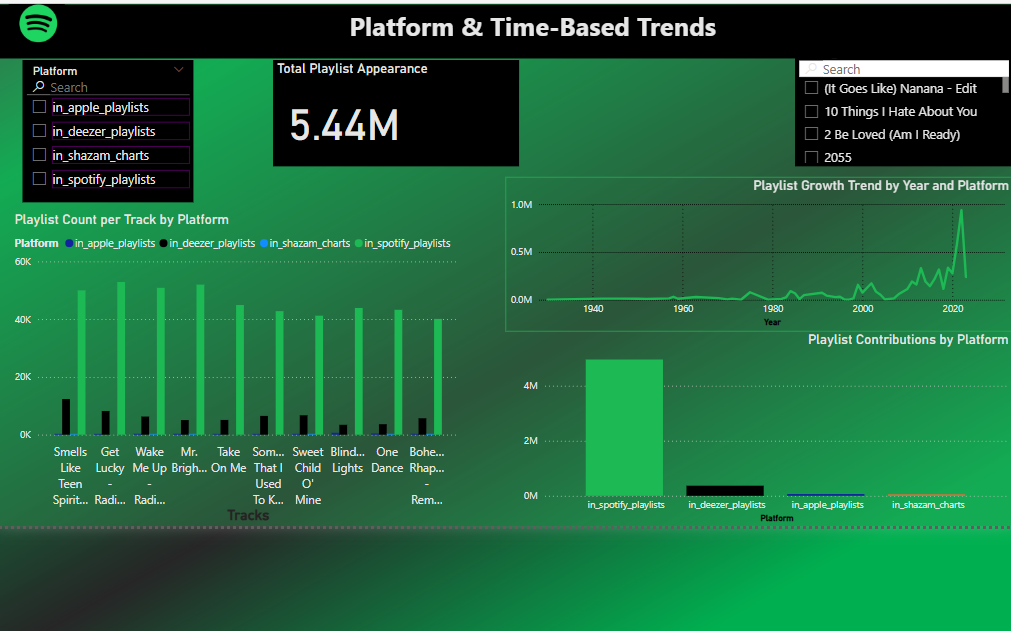 Platform & Time-Based Trends
Platform
Search
in_apple_playlists
in_deezer_playlists
in_shazam_charts
in_spotify_playlists
Total Playlist Appearance
5.44M
Search
(It Goes Like) Nanana - Edit
10 Things I Hate About You
2 Be Loved (Am I Ready)
2055
Playlist Count per Track by Platform
Platform in_apple_playlists in_deezer_playlists in_shazam_charts in_spotify_playlists
60K
40K
20K
0K
Smells Like Teen Spirit...
Get Lucky - Radi...
Wake Me Up - Radi...
Mr. Brigh...
Take On Me
Som... That I Used To K...
Sweet Child O' Mine
Blind... Lights
One Dance
Bohe... Rhap... - Rem...
Tracks
Playlist Growth Trend by Year and Platform
1.0M
0.5M
0.0M
1940 1960 1980 2000 2020
Year
Playlist Contributions by Platform
4M
2M
0M
in_spotify_playlists in_deezer_playlists in_apple_playlists in_shazam_charts
Platform